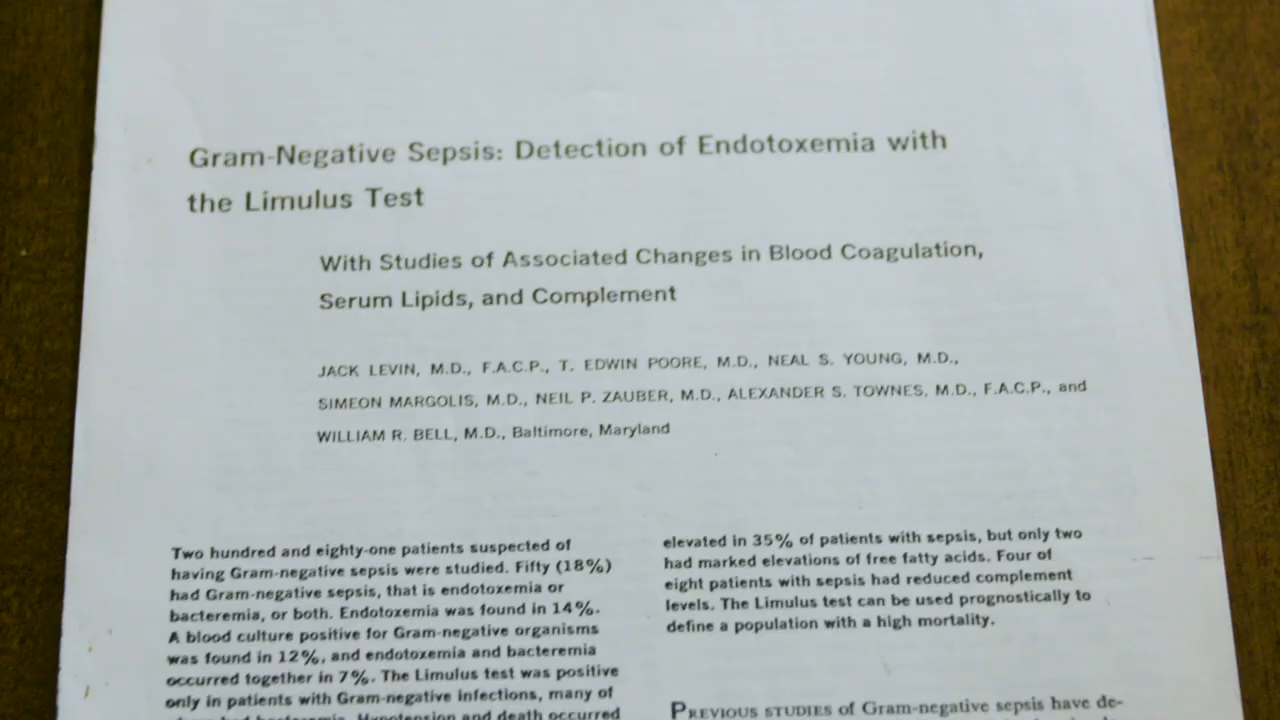 Gram-Negative Sepsis: Detection of Endotoxemia with
the Limulus Test
With Studies of Associated Changes in Blood Coagulation,
Serum Lipids, and Complement
JACK LEVIN, M.D., F.A.C.P., T. EDWIN POORE, M.D., NEAL S. YOUNG, M.D.,
SIMEON MARGOLIS, M.D., NEIL P. ZAUBER, M.D., ALEXANDER S. TOWNES, M.D., F.A.C.P., and
WILLIAM R. BELL, M.D., Baltimore, Maryland
Two hundred and eighty-one patients suspected of
having Gram-negative sepsis were studied. Fifty (18%)
had Gram-negative sepsis, that is endotoxemia or
bacteremia, or both. Endotoxemia was found in 14%.
A blood culture positive for Gram-negative organisms
was found in 12%, and endotoxemia and bacteremia
occurred together in 7%. The Limulus test was positive
only in patients with Gram-negative infections, many of
bacteremia. Hypotension and death occurred
elevated in 35% of patients with sepsis, but only two
had marked elevations of free fatty acids. Four of
eight patients with sepsis had reduced complement
levels. The Limulus test can be used prognostically to
define a population with a high mortality.
PREVIOUS STUDIES of Gram-negative sepsis have de-